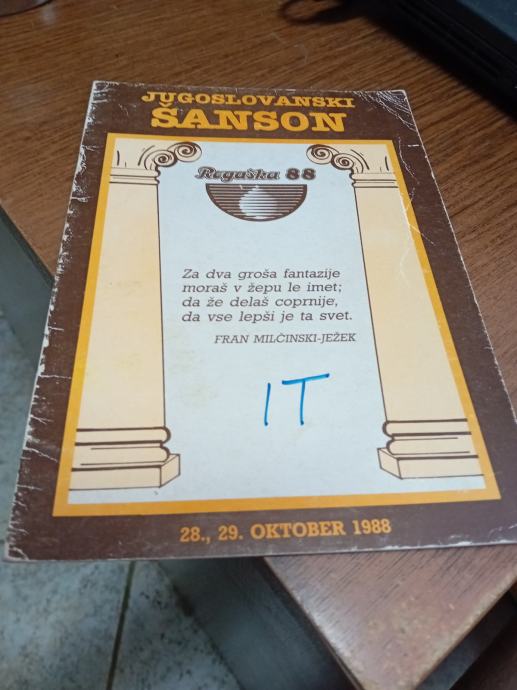 JUGOSLOVANSKI
ŠANSON
Rogaška 88
Za dva groša fantazije
moraš v žepu le imet;
da že delaš coprnije,
da vse lepši je ta svet.
FRAN MILČINSKI-JEŽEK
IT
28., 29. OKTOBER 1988